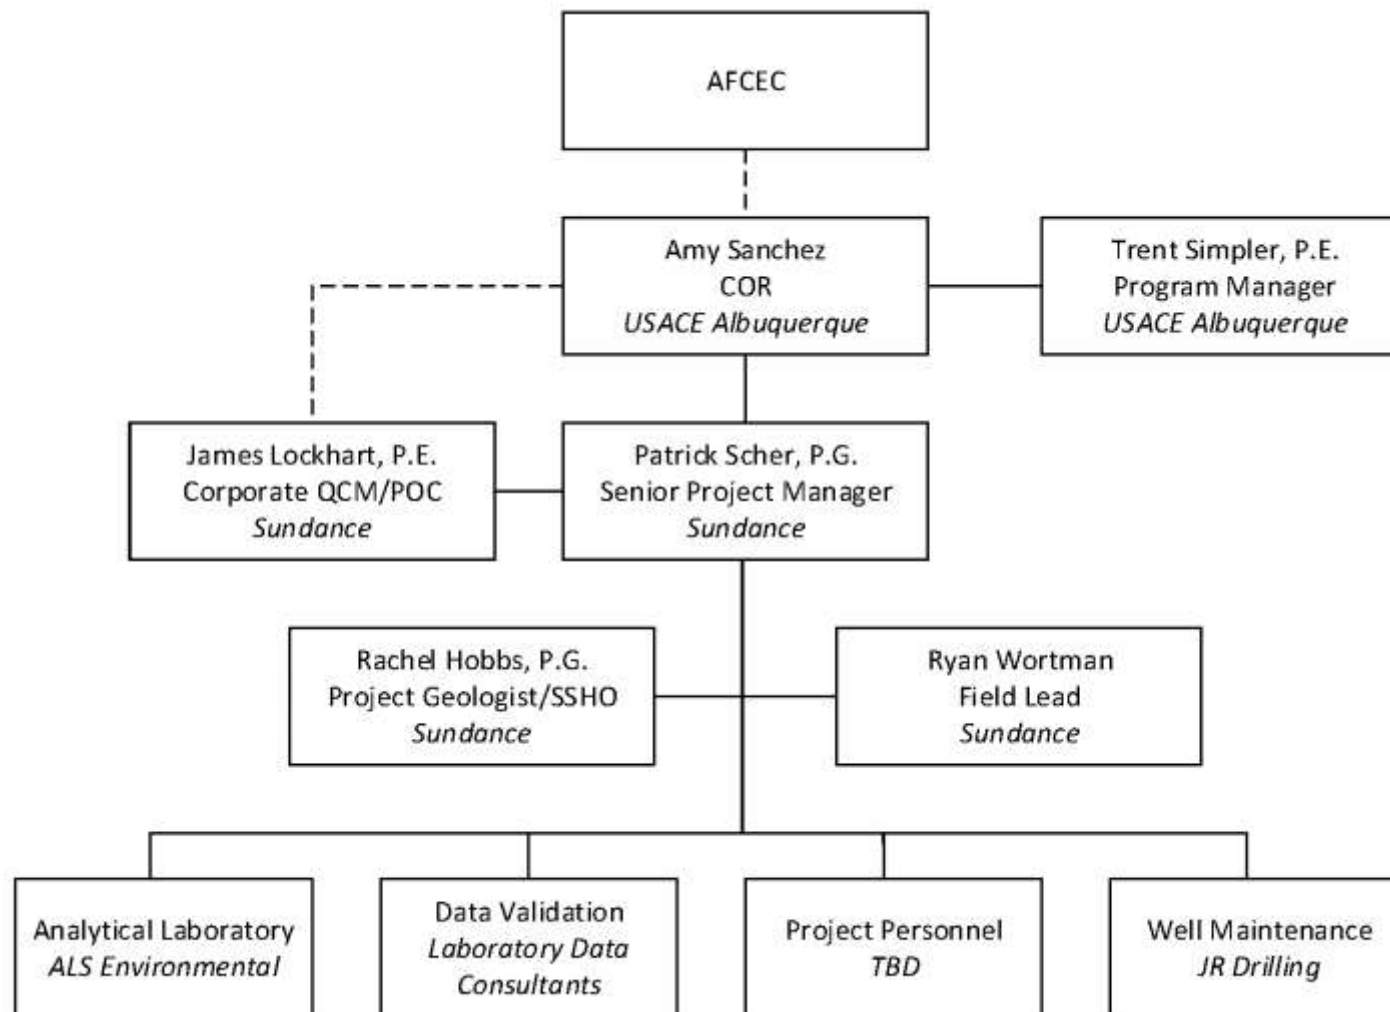 AFCEC
Amy Sanchez
COR
USACE Albuquerque
Trent Simpler, P.E.
Program Manager
USACE Albuquerque
James Lockhart, P.E.
Corporate QCM/POC
Sundance
Patrick Scher, P.G.
Senior Project Manager
Sundance
Rachel Hobbs, P.G.
Project Geologist/SSHO
Sundance
Ryan Wortman
Field Lead
Sundance
Analytical Laboratory
ALS Environmental
Data Validation
Laboratory Data
Consultants
Project Personnel
TBD
Well Maintenance
JR Drilling